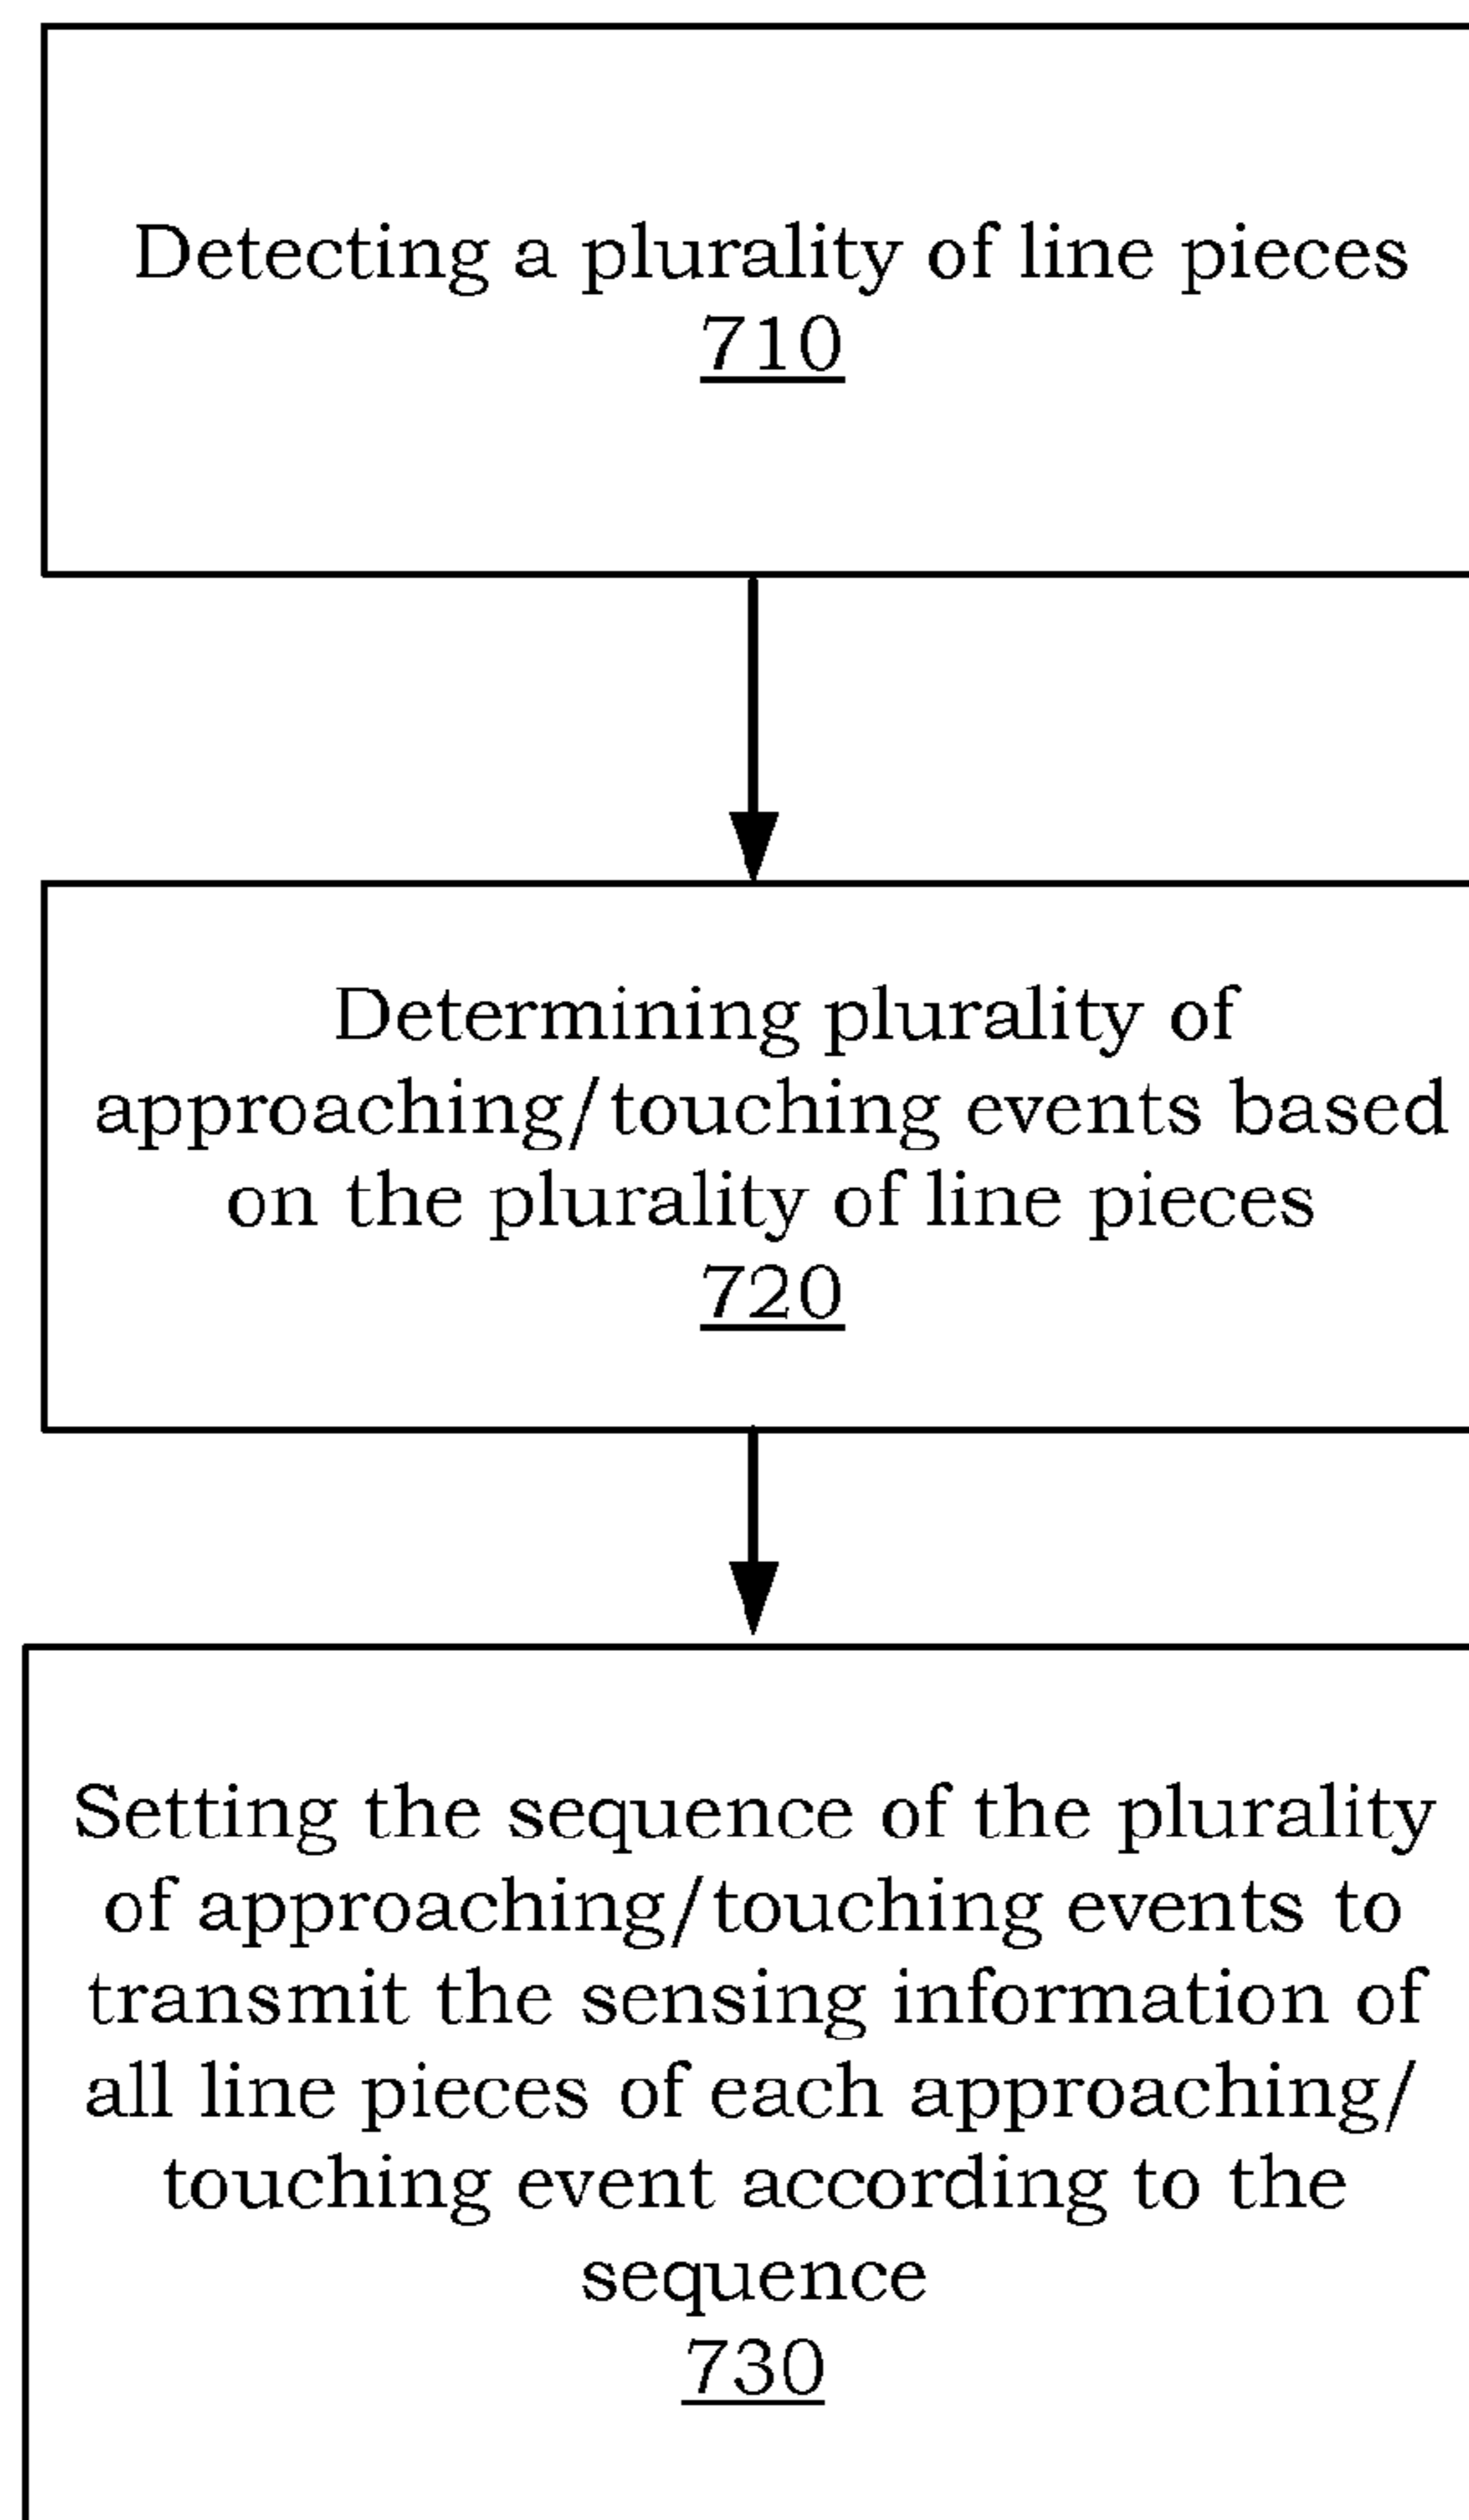 Detecting a plurality of line pieces
710
Determining plurality of
approaching/touching events based
on the plurality of line pieces
720
Setting the sequence of the plurality
of approaching/touching events to
transmit the sensing information of
all line pieces of each approaching/
touching event according to the
sequence
730